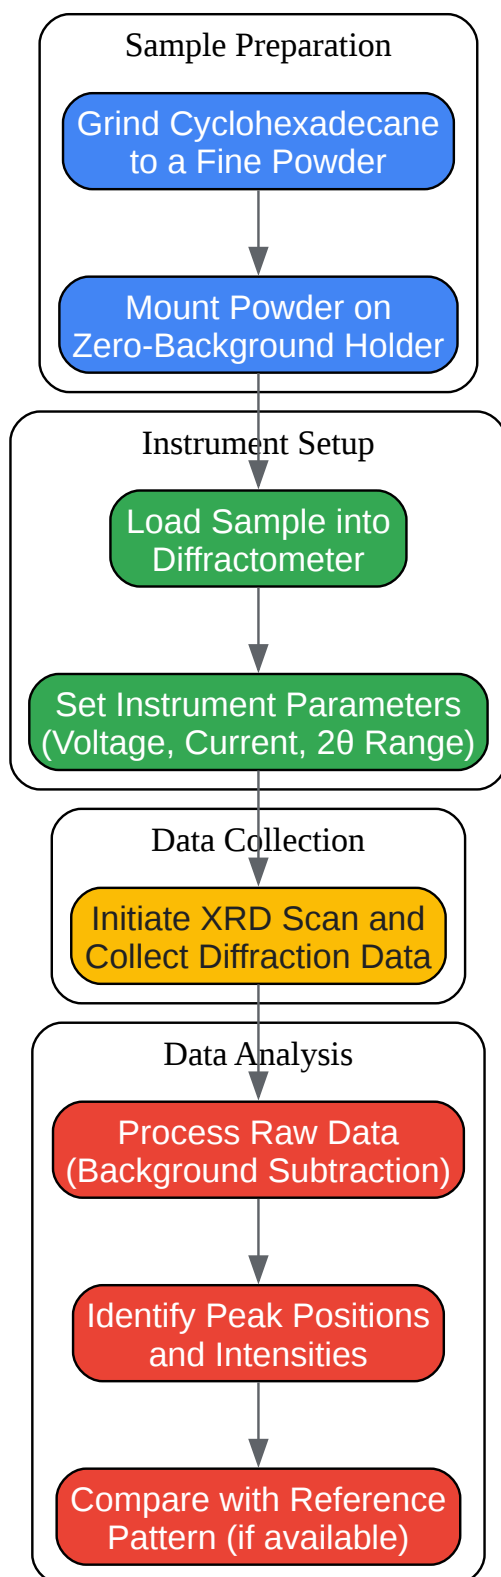 Sample Preparation
Grind Cyclohexadecane
to a Fine Powder
Mount Powder on
Zero-Background Holder
Instrument Setup
Load Sample into
Diffractometer
Set Instrument Parameters
(Voltage, Current, 2θ Range)
Data Collection
Initiate XRD Scan and
Collect Diffraction Data
Data Analysis
Process Raw Data
(Background Subtraction)
Identify Peak Positions
and Intensities
Compare with Reference
Pattern (if available)